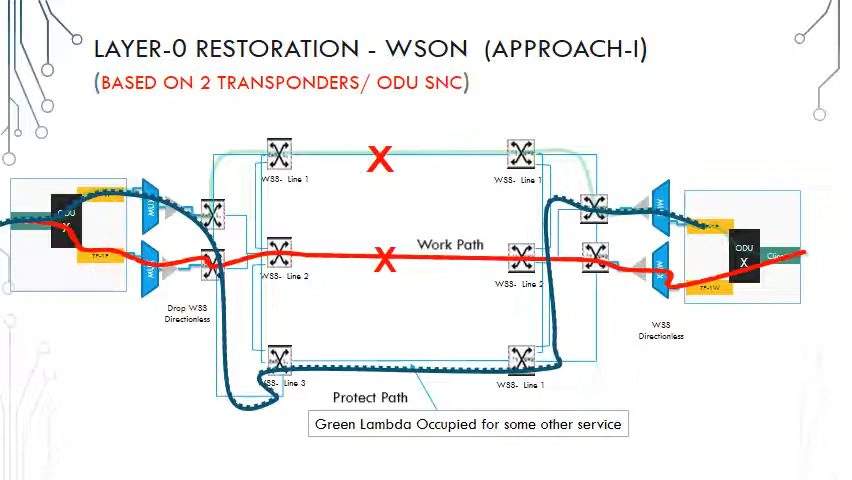 LAYER-0 RESTORATION - WSON (APPROACH-I)
(BASED ON 2 TRANSPONDERS/ ODU SNC)
WSS- Line 1
WSS- Line 1
ODU
X
MUX
MUX
Work Path
WSS- Line 2
WSS- Line 2
ODU
X
Drop WSS
Directionless
WSS
Directionless
WSS- Line 3
WSS- Line 1
Protect Path
Green Lambda Occupied for some other service